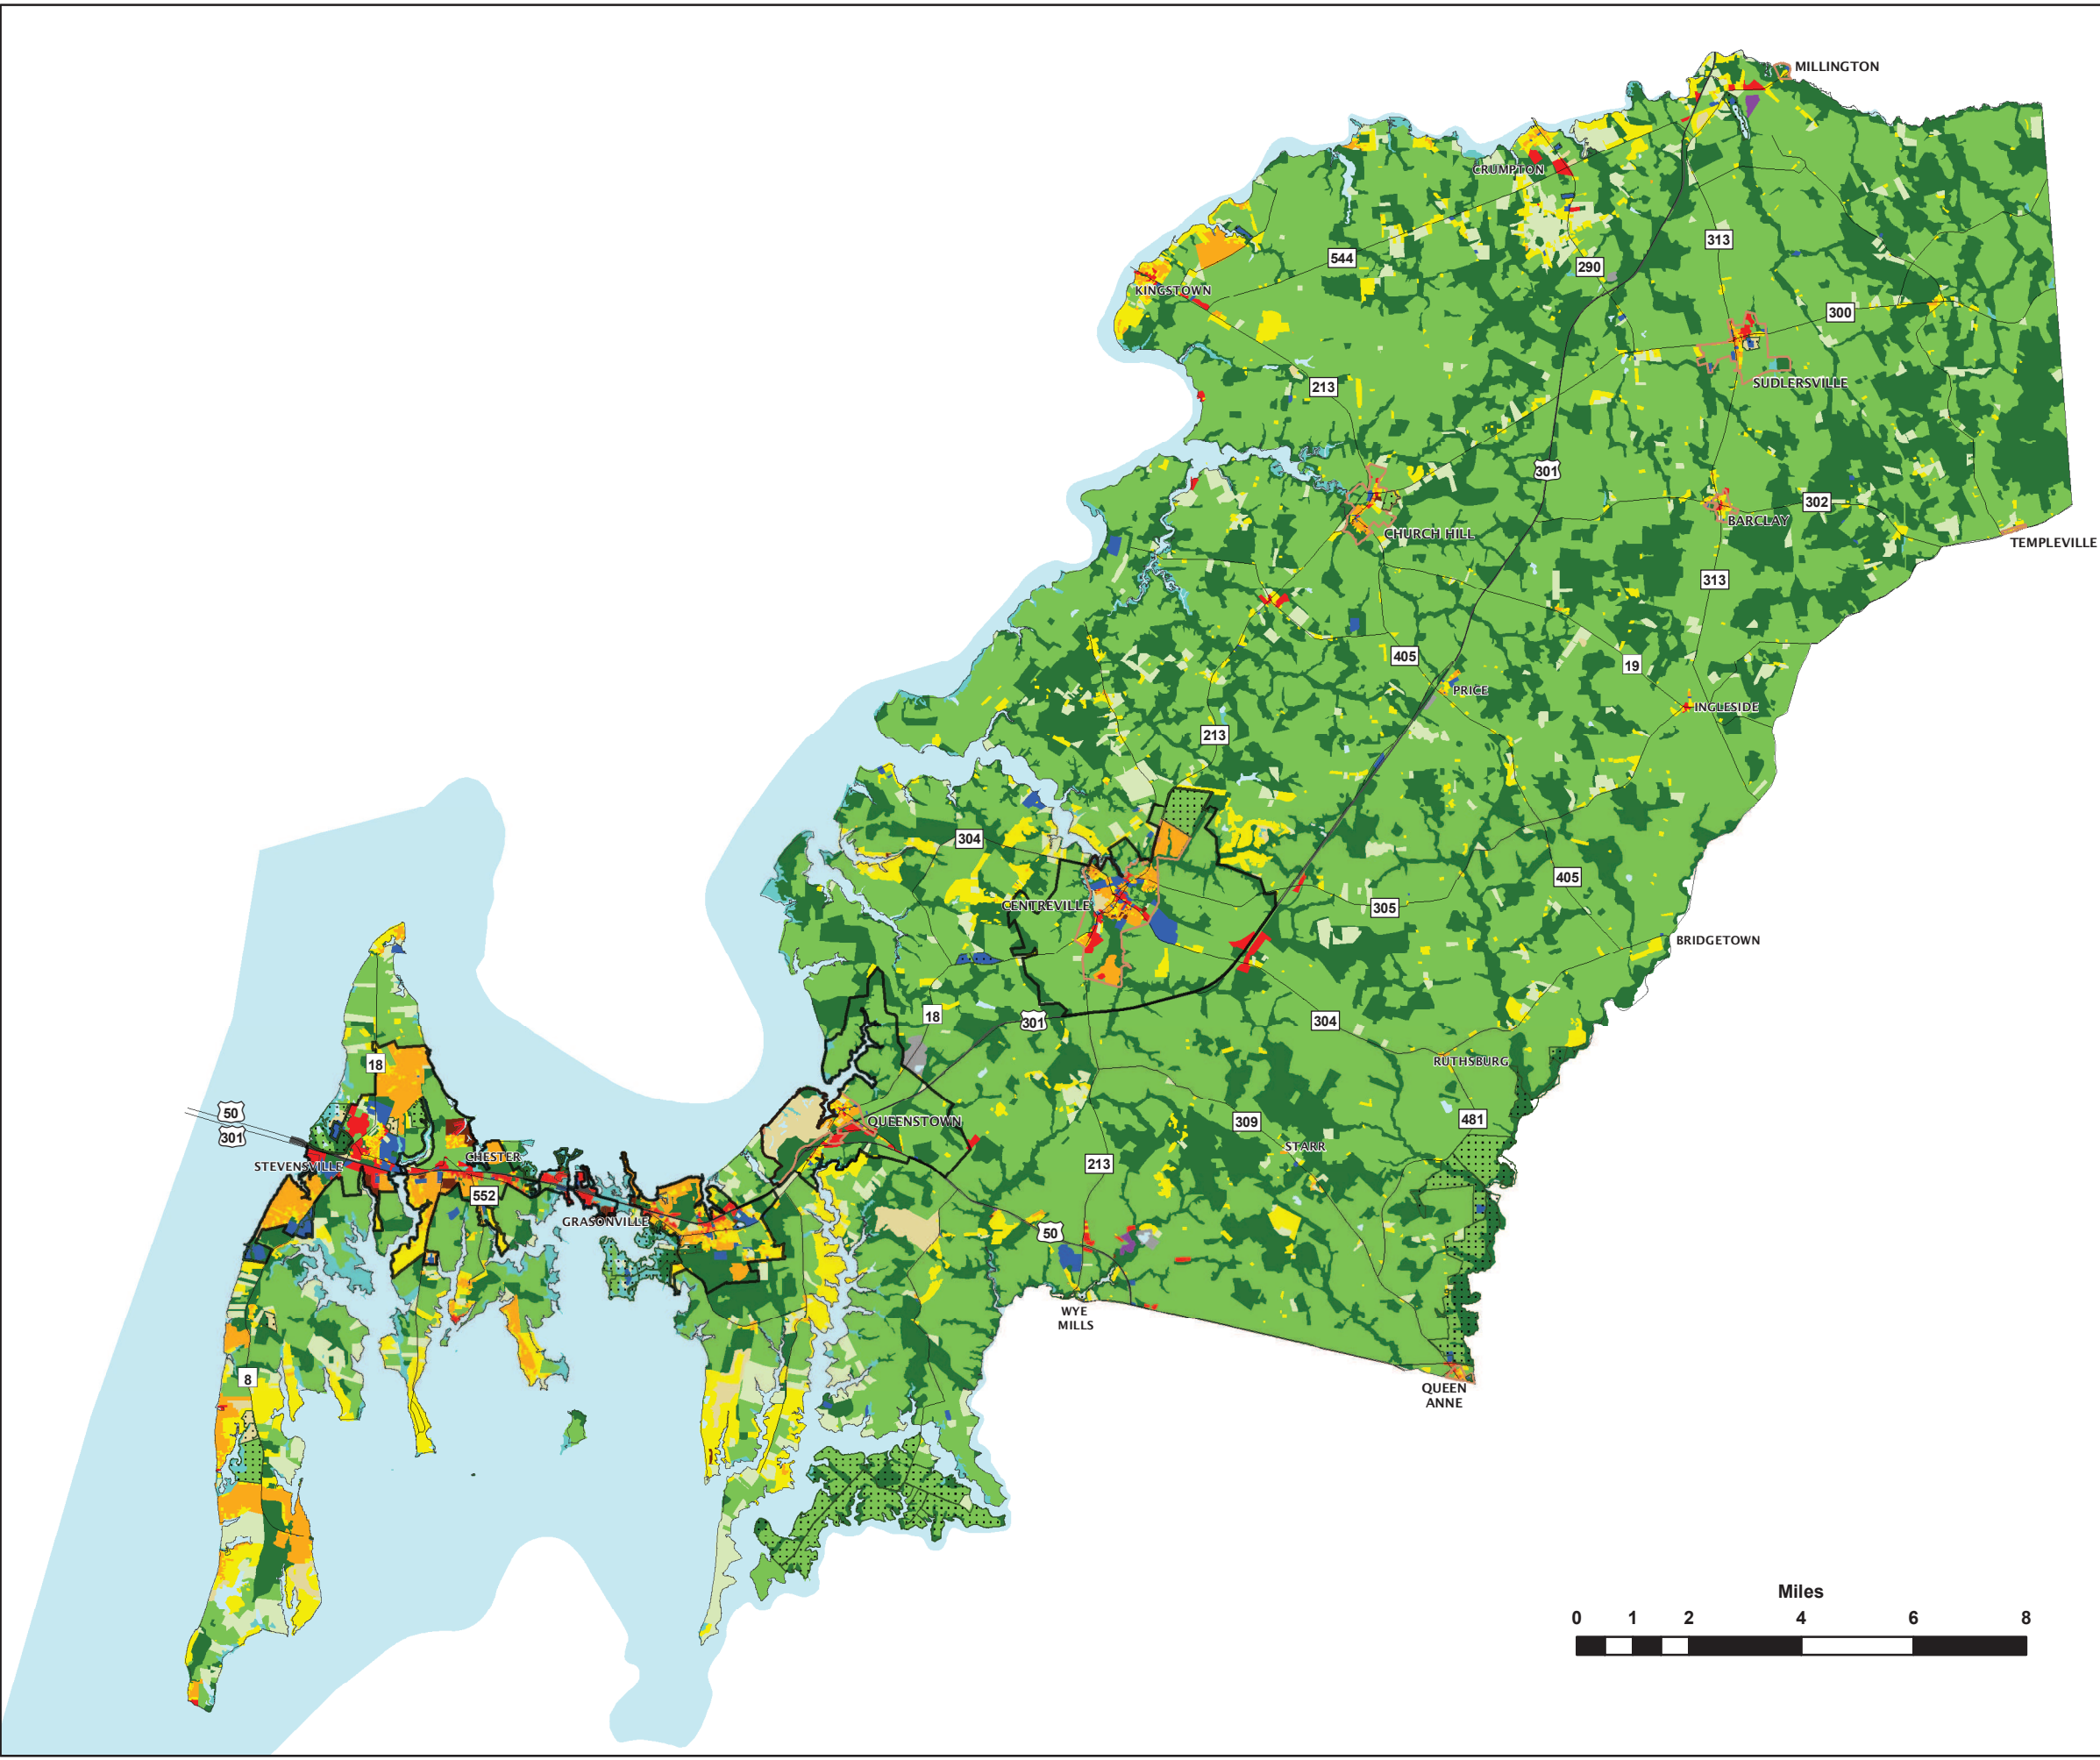 MILLINGTON
CRUMPTON
313
544
290
KINGSTOWN
300
213
SUDLERSVILLE
301
302
BARCLAY
CHURCH HILL
TEMPLEVILLE
313
405
19
PRICE
INGLESIDE
213
304
405
CENTREVILLE
305
BRIDGETOWN
18
301
304
RUTHSBURG
18
50
301
QUEENSTOWN
309
481
STARR
CHESTER
STEVENSVILLE
213
552
GRASONVILLE
50
WYE
MILLS
8
QUEEN
ANNE
Miles
0 1 2 4 6 8